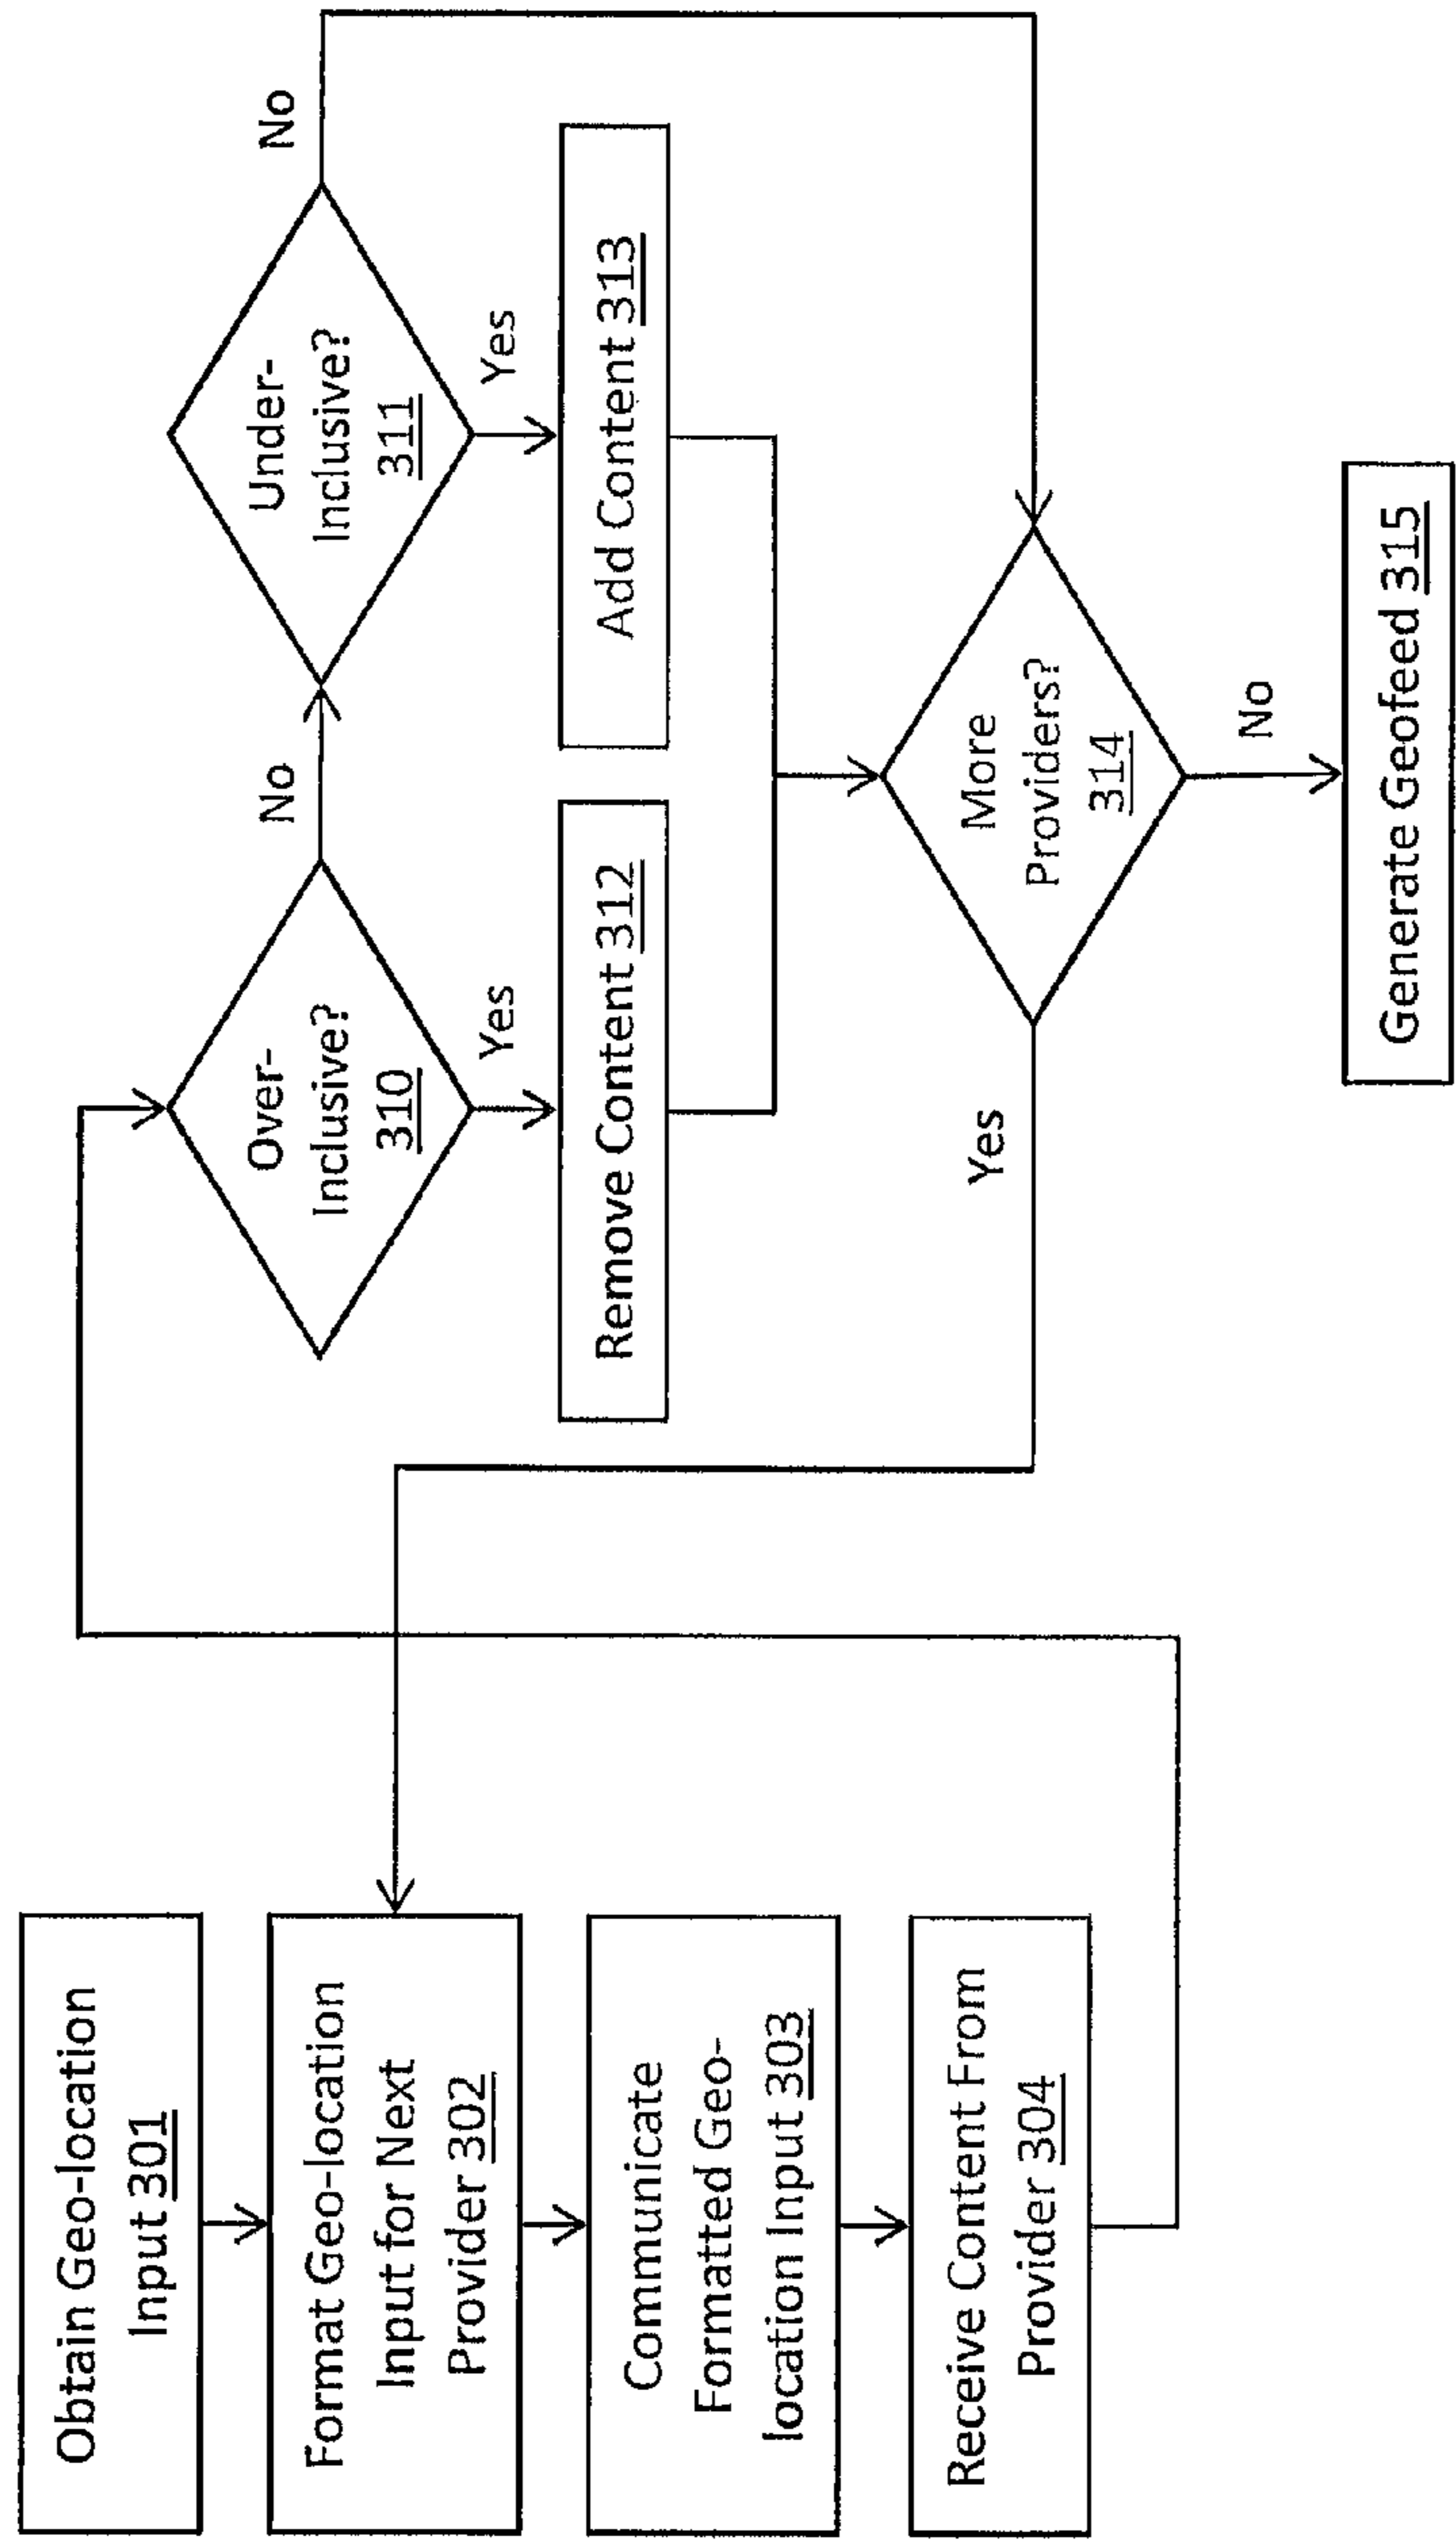 Obtain Geo-location
Input 301
Format Geo-location
Input for Next
Provider 302
Communicate
Formatted Geo-
location Input 303
Receive Content From
Provider 304
Over-
Inclusive?
310
No
Yes
Under-
Inclusive?
311
No
Yes
Remove Content 312
Add Content 313
More
Providers?
314
Yes
No
Generate Geofeed 315